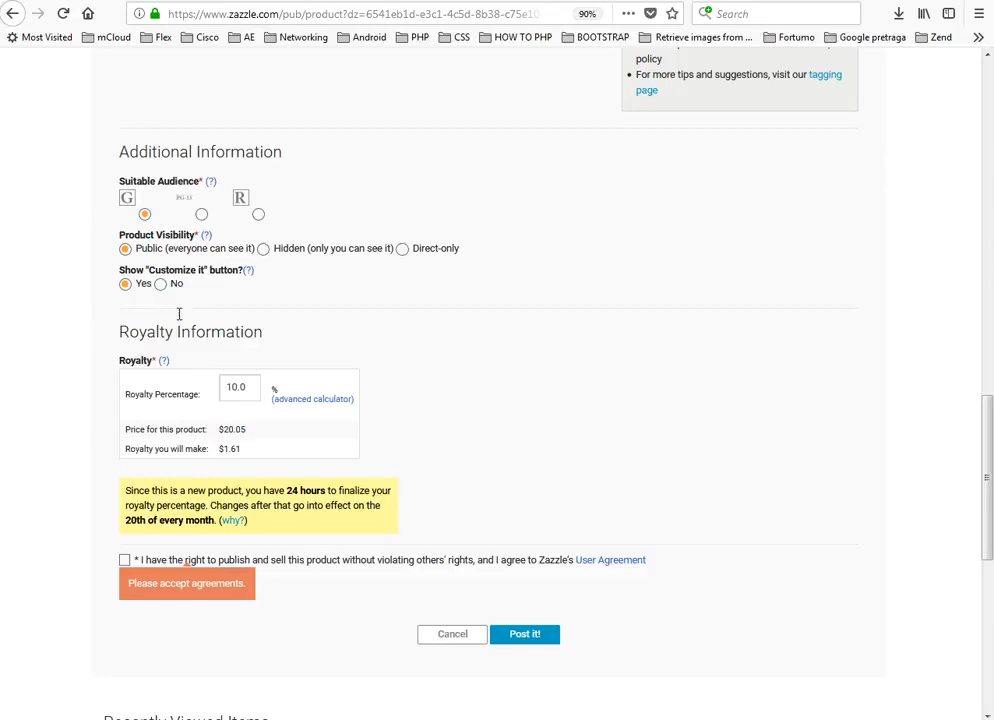 https://www.zazzle.com/pub/product?dz=6541eb1d-e3c1-4c5d-8b38-c75e10
90%
Search
Most Visited mCloud Flex Cisco AE Networking Android PHP CSS HOW TO PHP BOOTSTRAP Retrieve images from ... Fortumo Google pretraga Zend
policy
For more tips and suggestions, visit our tagging
page
Additional Information
Suitable Audience* (?)
G PG-13 R
Product Visibility* (?)
Public (everyone can see it) Hidden (only you can see it) Direct-only
Show "Customize it" button?(?)
Yes No
Royalty Information
Royalty* (?)
Royalty Percentage: 10.0 %
(advanced calculator)
Price for this product: $20.05
Royalty you will make: $1.61
Since this is a new product, you have 24 hours to finalize your
royalty percentage. Changes after that go into effect on the
20th of every month. (why?)
* I have the right to publish and sell this product without violating others' rights, and I agree to Zazzle's User Agreement
Please accept agreements.
Cancel Post it!
Recently Viewed Items